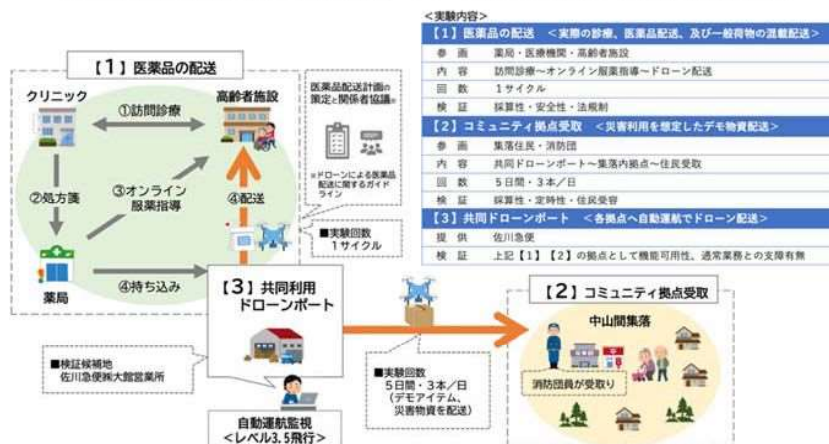 【1】医薬品の配送
クリニック
高齢者施設
①訪問診療
②処方箋
③オンライン
服薬指導
④配送
薬局
④持ち込み
医薬品配送計画の
策定と関係者協議※
※ドローンによる医薬品
配送に関するガイド
ライン
■実験回数
1サイクル
【3】共同利用
ドローンポート
■検証候補地
佐川急便㈱大館営業所
自動運航監視
<レベル3.5飛行>
■実験回数
5日間・3本/日
(デモアイテム、
災害物資を配送)
【2】コミュニティ拠点受取
中山間集落
消防団員が受取り
<実験内容>
【1】医薬品の配送 <実際の診療、医薬品配送、及び一般荷物の混載配送>
参 画 薬局・医療機関・高齢者施設
内 容 訪問診療~オンライン服薬指導~ドローン配送
回 数 1サイクル
検 証 採算性・安全性・法規制
【2】コミュニティ拠点受取 <災害利用を想定したデモ物資配送>
参 画 集落住民・消防団
内 容 共同ドローンポート~集落内拠点~住民受取
回 数 5日間・3本/日
検 証 採算性・定時性・住民受容
【3】共同ドローンポート <各拠点へ自動運航でドローン配送>
提 供 佐川急便
検 証 上記【1】【2】の拠点として機能可用性、通常業務との支障有無